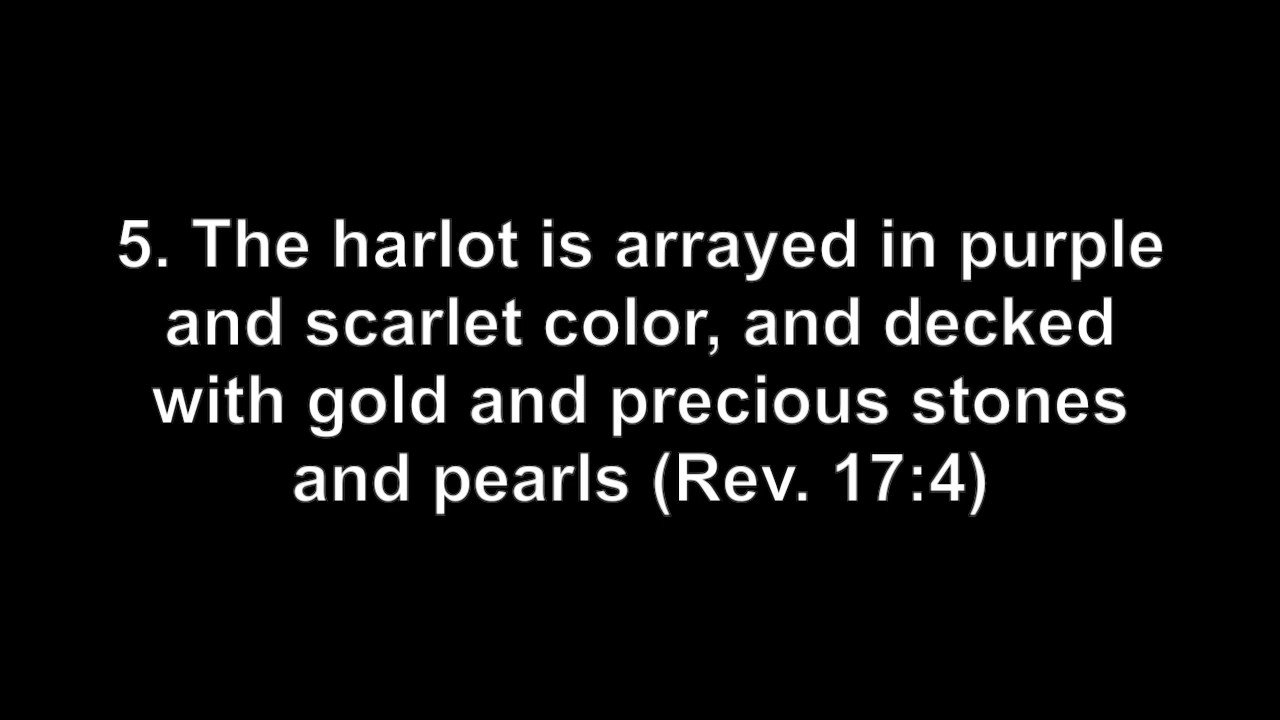 5. The harlot is arrayed in purple
and scarlet color, and decked
with gold and precious stones
and pearls (Rev. 17:4)